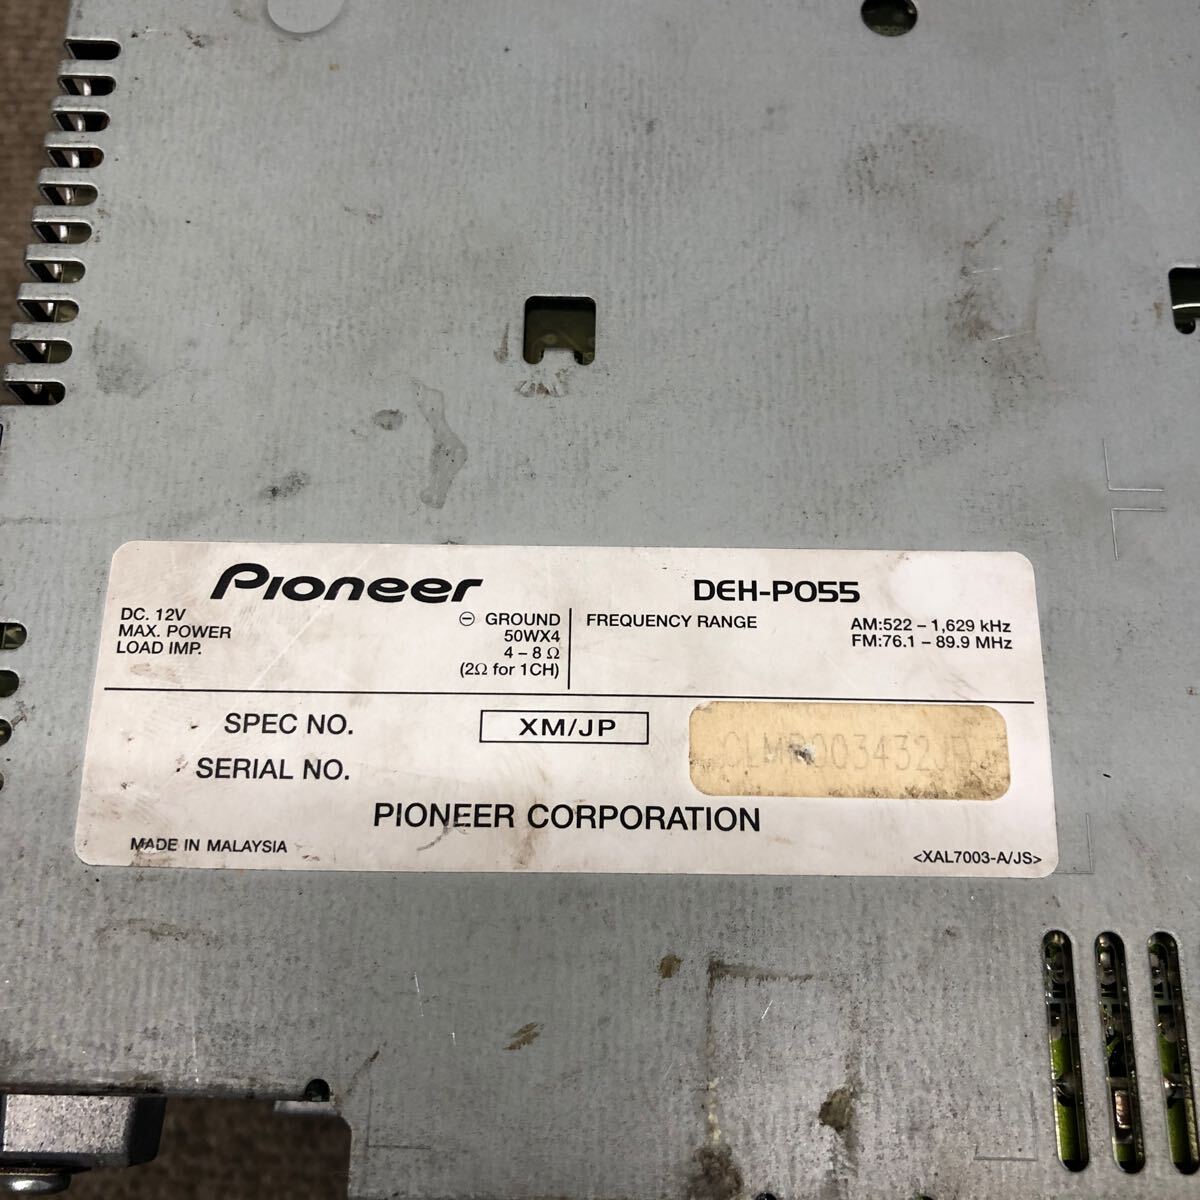 Pioneer
DEH-P055
DC. 12V
⊖ GROUND
MAX. POWER
50WX4
LOAD IMP.
4 – 8 Ω
(2Ω for 1CH)
FREQUENCY RANGE
AM:522 – 1,629 kHz
FM:76.1 – 89.9 MHz
SPEC NO.
XM/JP
SERIAL NO.
PIONEER CORPORATION
MADE IN MALAYSIA
<XAL7003-A/JS>